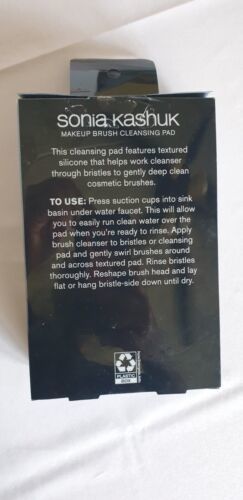 sonia kashuk
MAKEUP BRUSH CLEANSING PAD
This cleansing pad features textured
silicone that helps work cleanser
through bristles to gently deep clean
cosmetic brushes.
TO USE: Press suction cups into sink
basin under water faucet. This will allow
you to easily run clean water over the
pad when you're ready to rinse. Apply
brush cleanser to bristles or cleansing
pad and gently swirl brushes around
and across textured pad. Rinse bristles
thoroughly. Reshape brush head and lay
flat or hang bristle-side down until dry.
PLASTIC
BOX